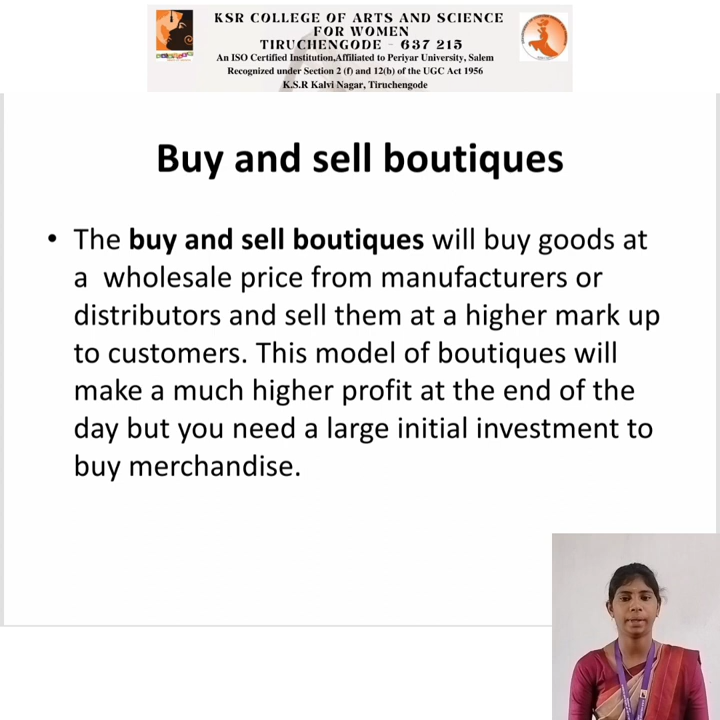 KSR COLLEGE OF ARTS AND SCIENCE
FOR WOMEN
TIRUCHENGODE - 637 215
An ISO Certified Institution,Affiliated to Periyar University, Salem
Recognized under Section 2 (f) and 12(b) of the UGC Act 1956
K.S.R Kalvi Nagar, Tiruchengode
Buy and sell boutiques
• The buy and sell boutiques will buy goods at
a wholesale price from manufacturers or
distributors and sell them at a higher mark up
to customers. This model of boutiques will
make a much higher profit at the end of the
day but you need a large initial investment to
buy merchandise.